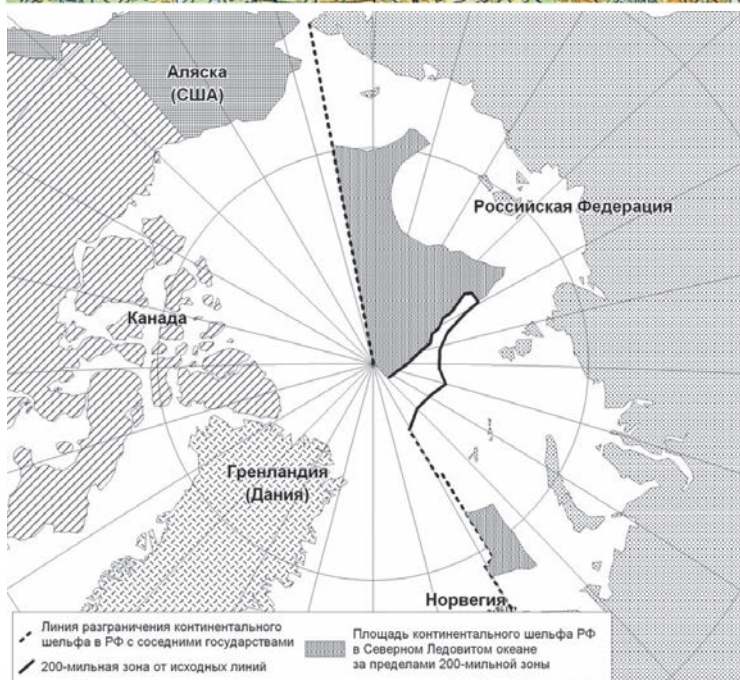 Аляска
(США)
Российская Федерация
Канада
Гренландия
(Дания)
Норвегия
Линия разграничения континентального
шельфа в РФ с соседними государствами
200-мильная зона от исходных линий
Площадь континентального шельфа РФ
в Северном Ледовитом океане
за пределами 200-мильной зоны